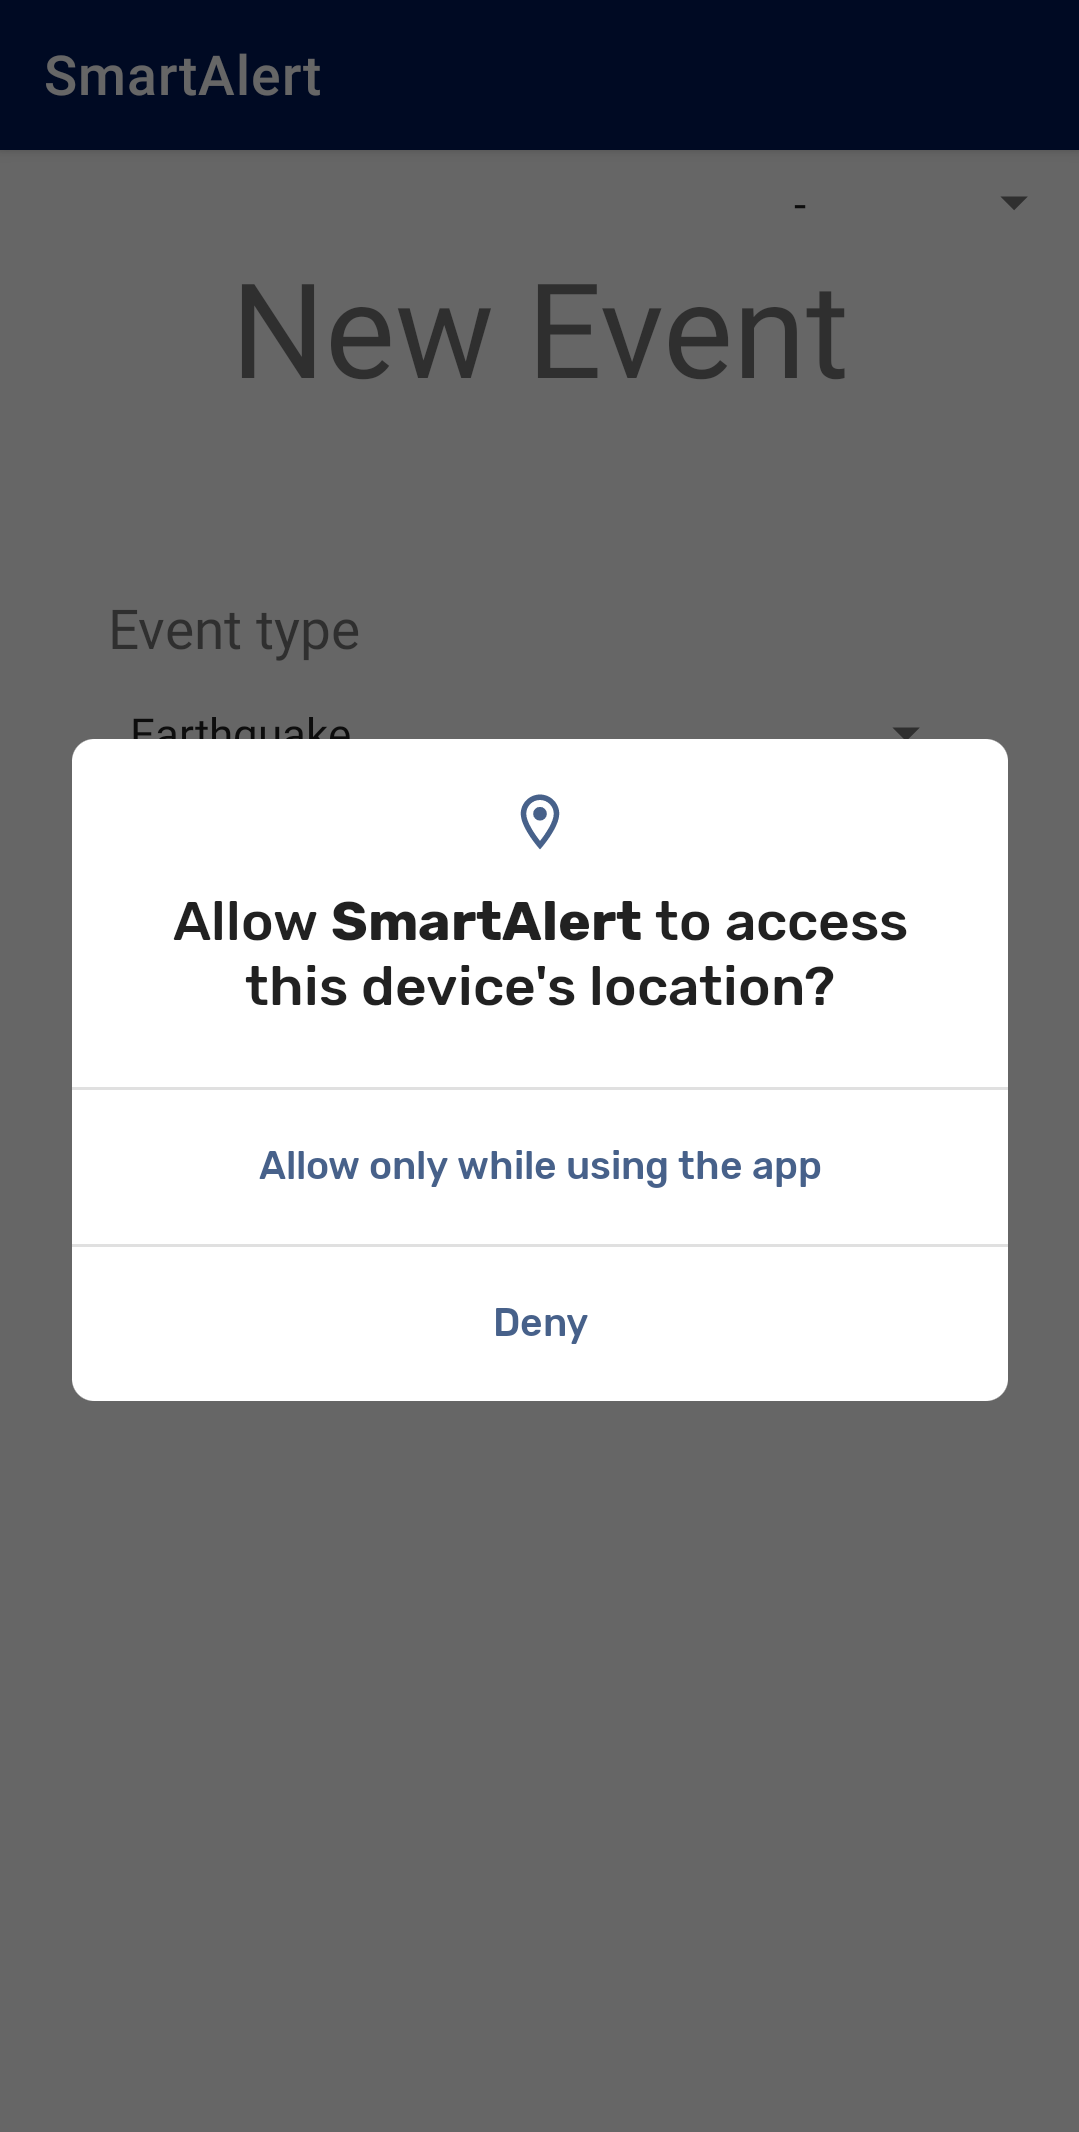 SmartAlert
-
New Event
Event type
Earthquake
Allow SmartAlert to access
this device's location?
Allow only while using the app
Deny